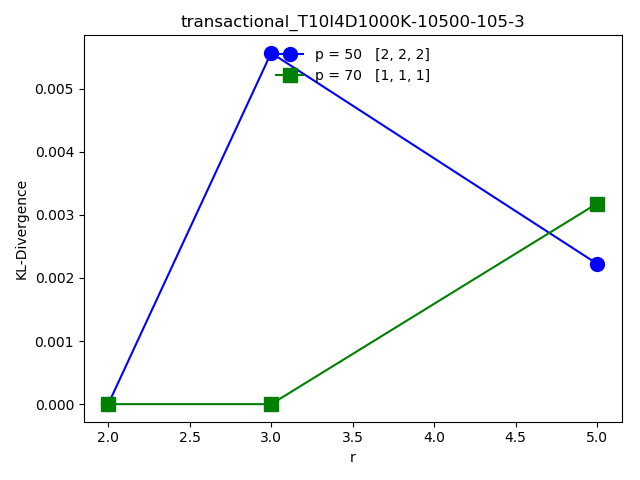 transactional_T10I4D1000K-10500-105-3
p = 50   [2, 2, 2]
p = 70   [1, 1, 1]
KL-Divergence
0.005
0.004
0.003
0.002
0.001
0.000
2.0 2.5 3.0 3.5 4.0 4.5 5.0
r